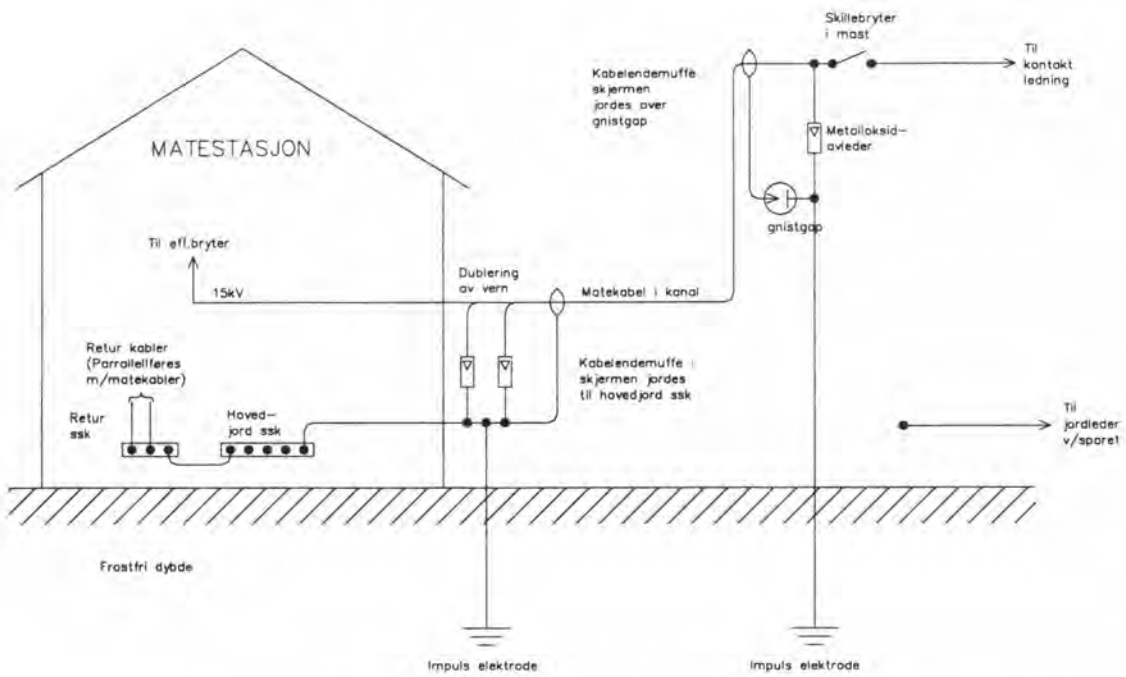 Skillebryter
i mast
Til
kontakt
ledning
Kabelendemuffe
skjermen
jordes over
gnistgap
Metalloksid-
avleder
MATESTASJON
gnistgap
Til eff.bryter
Dublering
av vern
15kV
Matekabel i kanal
Retur kabler
(Parrallellføres
m/matekabler)
Kabelendemuffe i
skjermen jordes
til hovedjord ssk
Retur
ssk
Hoved-
jord ssk
Til
jordleder
v/sporet
Frostfri dybde
Impuls elektrode
Impuls elektrode